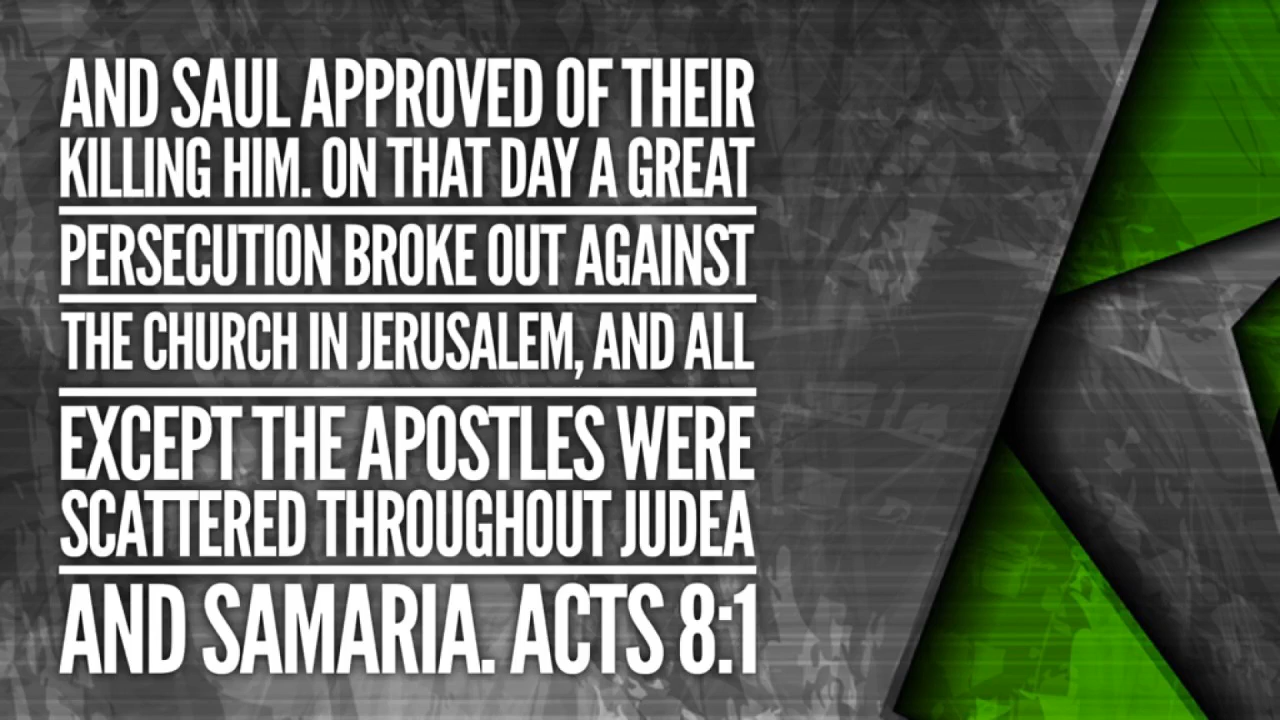 AND SAUL APPROVED OF THEIR
KILLING HIM. ON THAT DAY A GREAT
PERSECUTION BROKE OUT AGAINST
THE CHURCH IN JERUSALEM, AND ALL
EXCEPT THE APOSTLES WERE
SCATTERED THROUGHOUT JUDEA
AND SAMARIA. ACTS 8:1